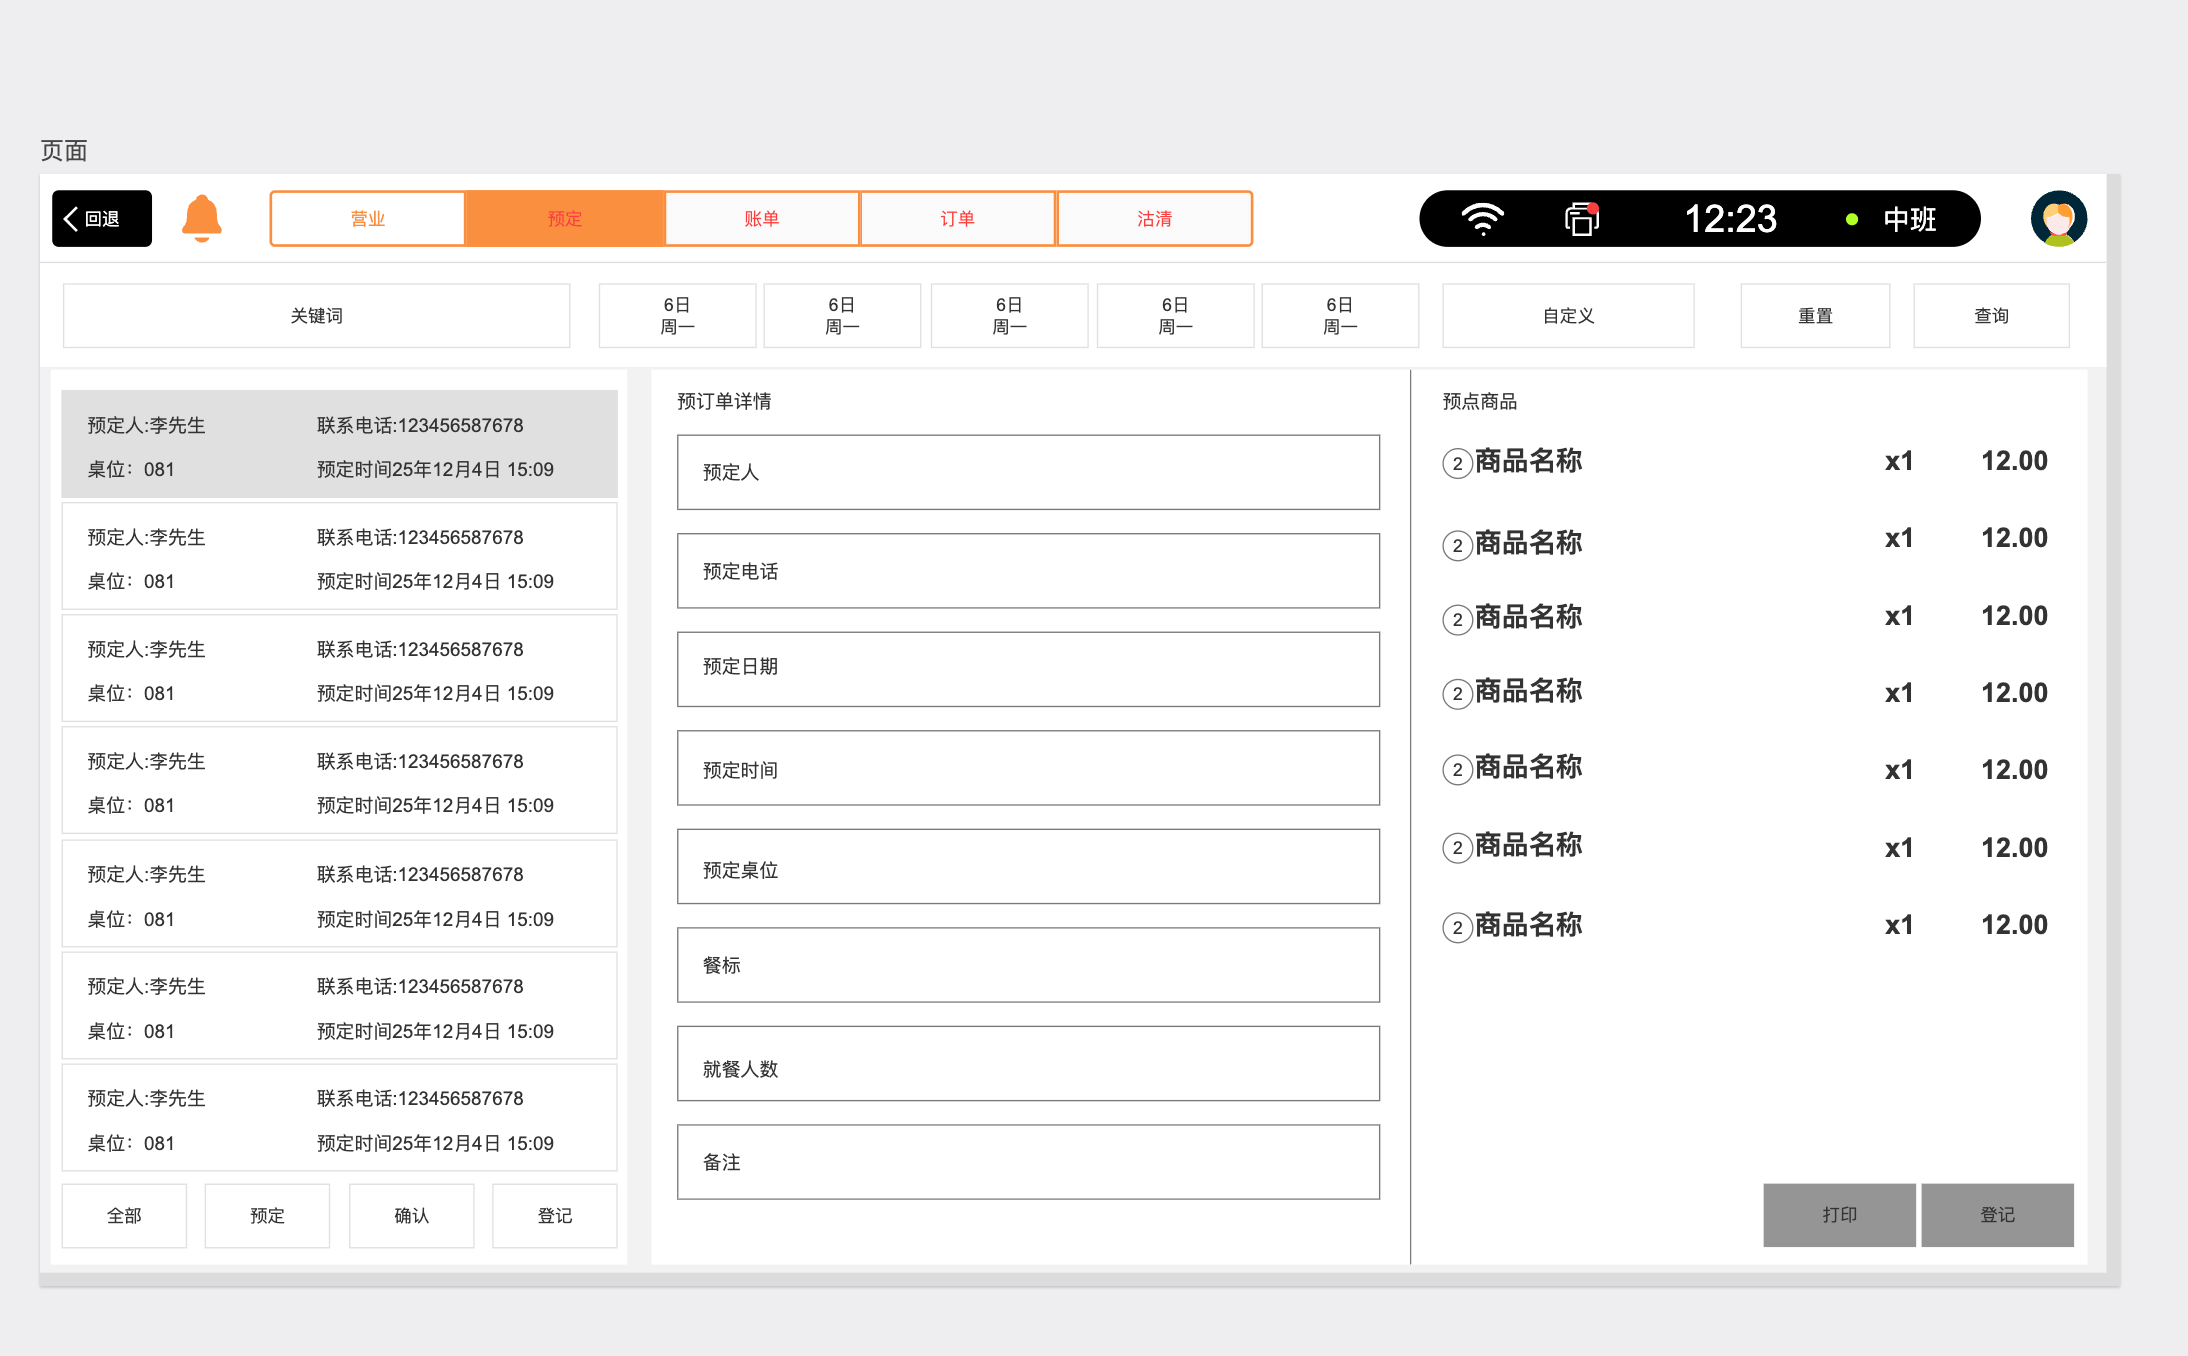 页面
回退
营业
预定
账单
订单
沽清
12:23
中班
关键词
6日
周一
6日
周一
6日
周一
6日
周一
6日
周一
自定义
重置
查询
预定人:李先生 联系电话:123456587678
桌位：081 预定时间25年12月4日 15:09
预定人:李先生 联系电话:123456587678
桌位：081 预定时间25年12月4日 15:09
预定人:李先生 联系电话:123456587678
桌位：081 预定时间25年12月4日 15:09
预定人:李先生 联系电话:123456587678
桌位：081 预定时间25年12月4日 15:09
预定人:李先生 联系电话:123456587678
桌位：081 预定时间25年12月4日 15:09
预定人:李先生 联系电话:123456587678
桌位：081 预定时间25年12月4日 15:09
预定人:李先生 联系电话:123456587678
桌位：081 预定时间25年12月4日 15:09
全部
预定
确认
登记
预订单详情
预定人
预定电话
预定日期
预定时间
预定桌位
餐标
就餐人数
备注
预点商品
2 商品名称 x1 12.00
2 商品名称 x1 12.00
2 商品名称 x1 12.00
2 商品名称 x1 12.00
2 商品名称 x1 12.00
2 商品名称 x1 12.00
2 商品名称 x1 12.00
打印
登记